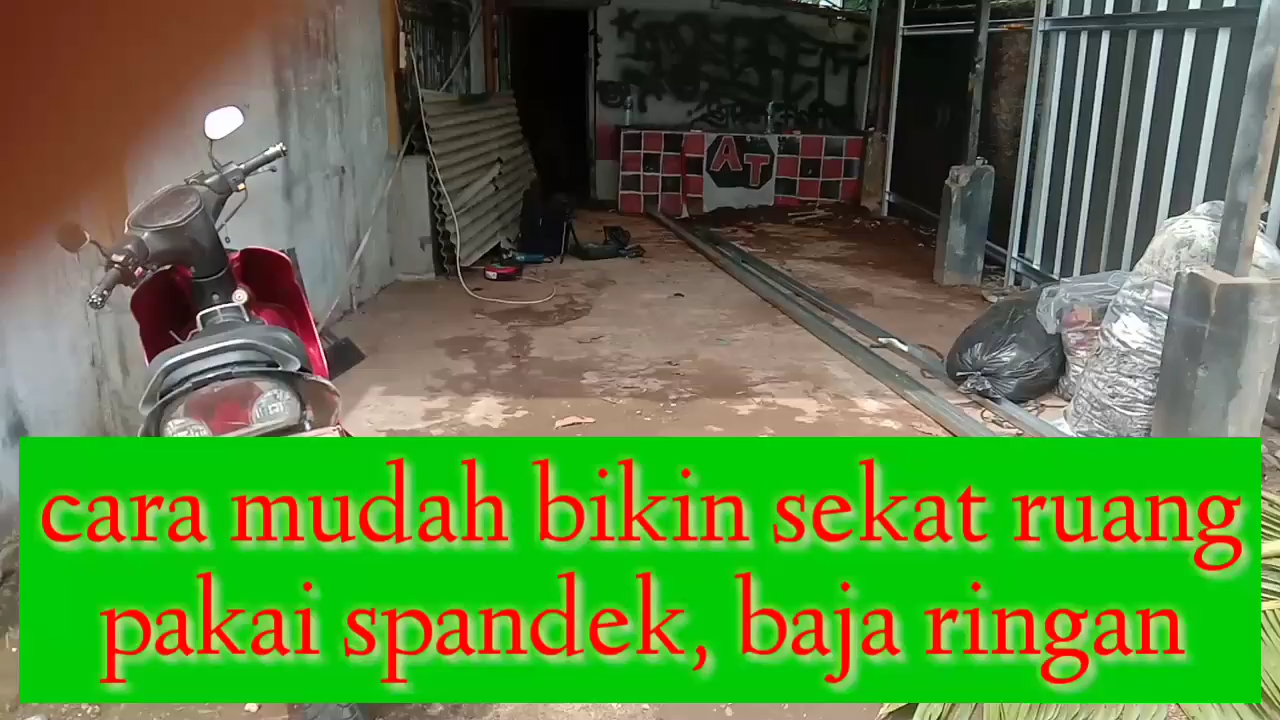 AT
cara mudah bikin sekat ruang
pakai spandek, baja ringan